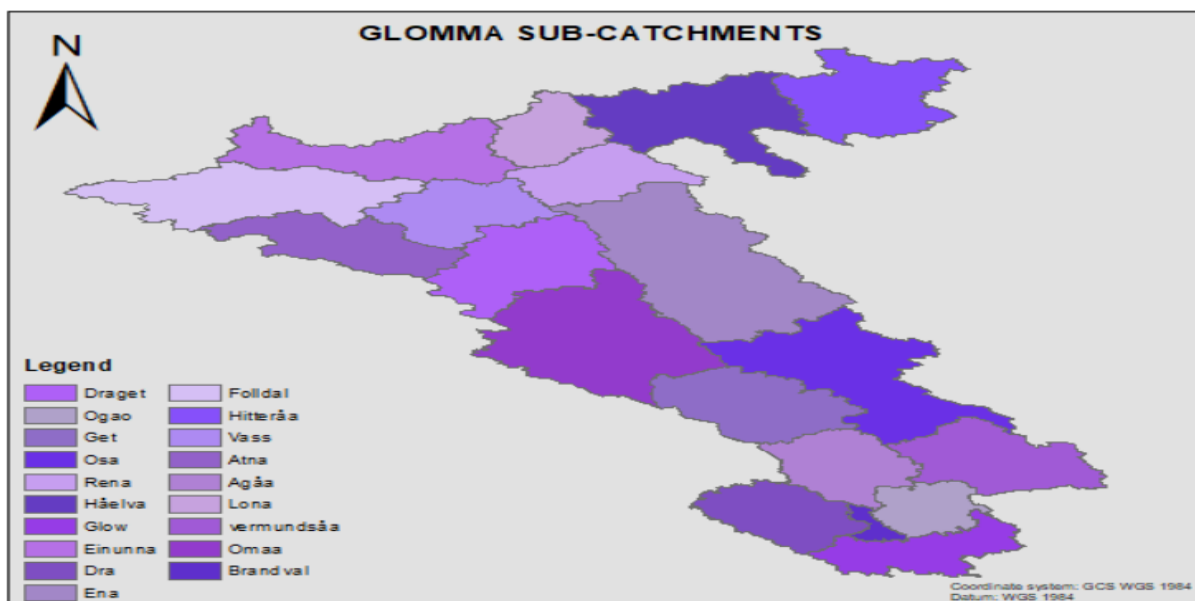 GLOMMA SUB-CATCHMENTS
N
Legend
Draget
Ogao
Get
Osa
Rena
Håelva
Glow
Einunna
Dra
Ena
Folldal
Hitteråa
Vass
Atna
Agåa
Lona
vermundsåa
Omaa
Brandval
Coordinate system: GCS WGS 1984
Datum: WGS 1984